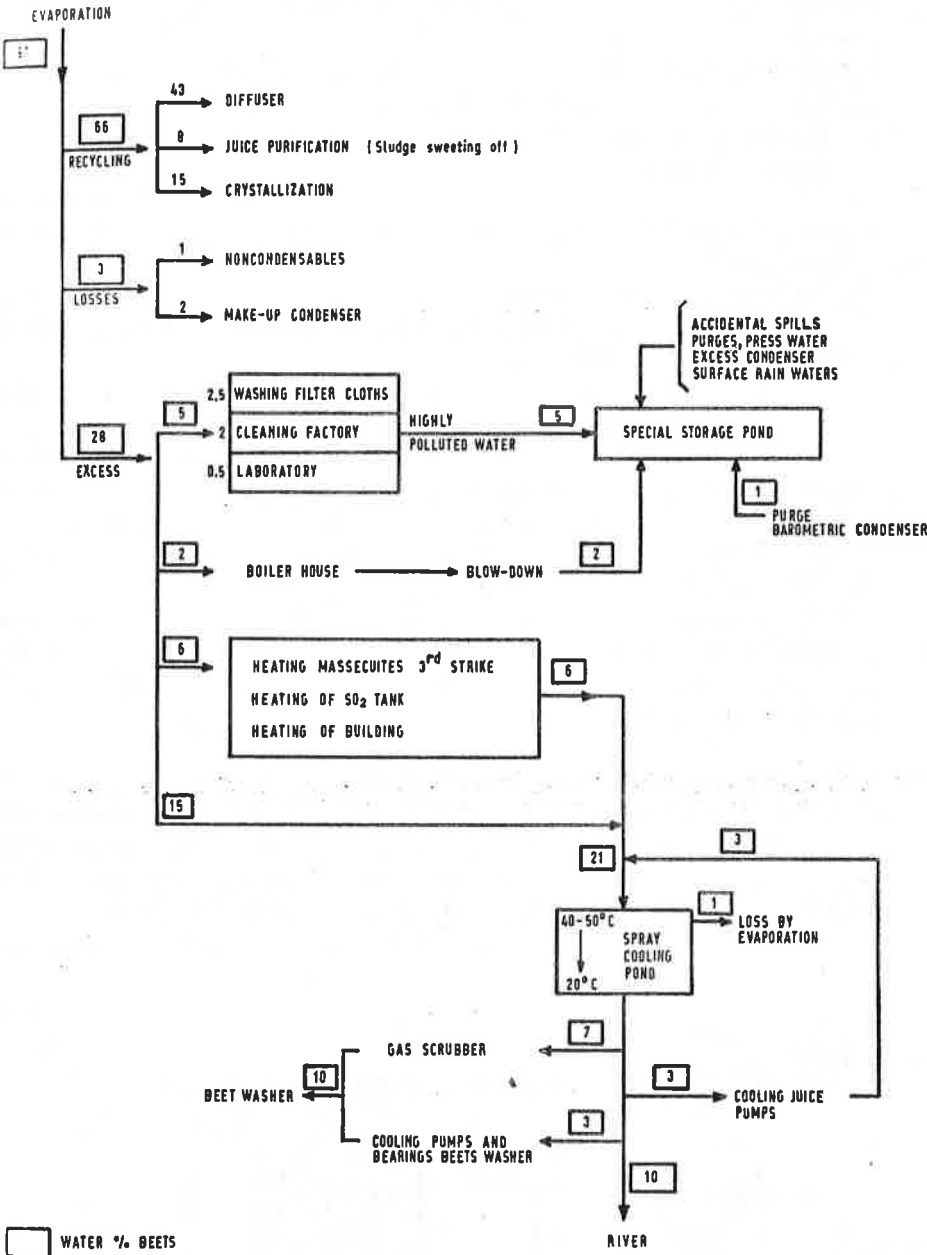 EVAPORATION
66
RECYCLING
43
DIFFUSER
8
JUICE PURIFICATION (Sludge sweeting off)
15
CRYSTALLIZATION
3
LOSSES
1
NONCONDENSABLES
2
MAKE-UP CONDENSER
28
EXCESS
5
2,5 WASHING FILTER CLOTHS
2 CLEANING FACTORY
0.5 LABORATORY
HIGHLY
POLLUTED WATER
5
ACCIDENTAL SPILLS
PURGES, PRESS WATER
EXCESS CONDENSER
SURFACE RAIN WATERS
SPECIAL STORAGE POND
1
PURGE
BAROMETRIC CONDENSER
2
BOILER HOUSE
BLOW-DOWN
2
6
HEATING MASSECUITES 3rd STRIKE
HEATING OF SO2 TANK
HEATING OF BUILDING
6
15
21
3
40-50°C
20°C
SPRAY
COOLING
POND
1
LOSS BY
EVAPORATION
7
GAS SCRUBBER
10
BEET WASHER
3
COOLING JUICE
PUMPS
3
COOLING PUMPS AND
BEARINGS BEETS WASHER
10
RIVER
WATER % BEETS